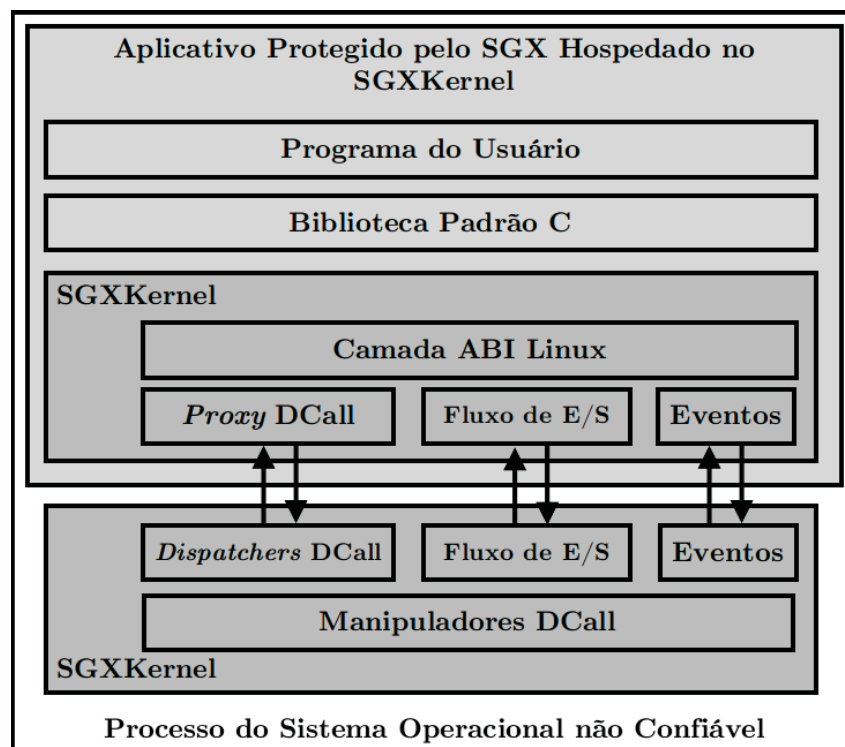 Aplicativo Protegido pelo SGX Hospedado no
SGXKernel
Programa do Usuário
Biblioteca Padrão C
SGXKernel
Camada ABI Linux
Proxy DCall
Fluxo de E/S
Eventos
Dispatchers DCall
Fluxo de E/S
Eventos
Manipuladores DCall
SGXKernel
Processo do Sistema Operacional não Confiável